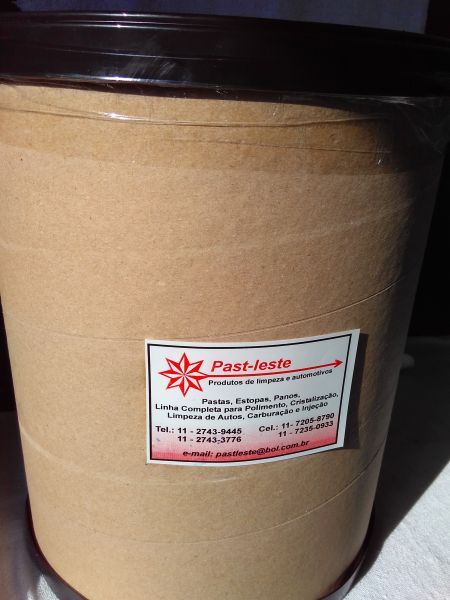 Past-leste
Produtos de limpeza e automotivos
Pastas, Estopas, Panos,
Linha Completa para Polimento, Cristalização,
Limpeza de Autos, Carburação e Injeção
Tel.: 11 - 2743-9445 Cel.: 11- 7205-8790
11 - 2743-3776 11 - 7235-0933
e-mail: pastleste@bol.com.br